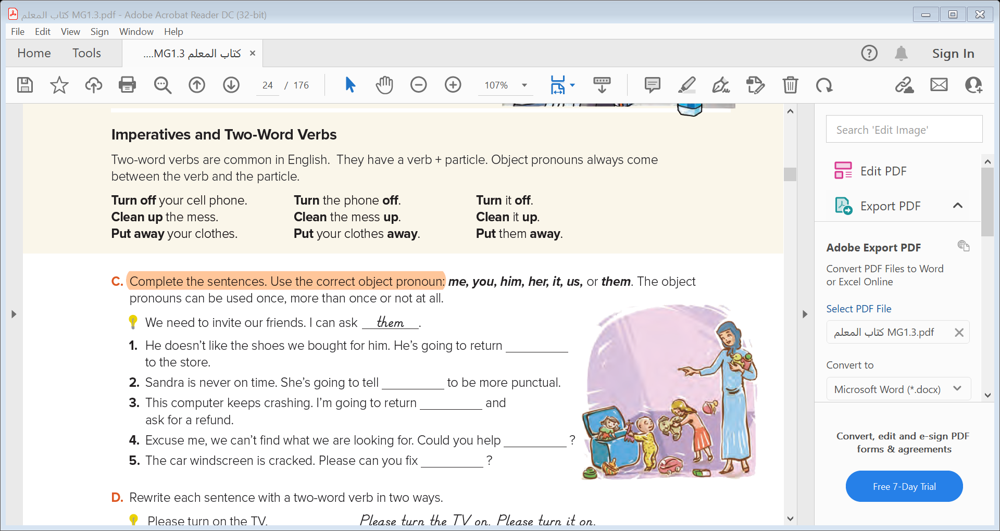 كتاب المعلم MG1.3.pdf - Adobe Acrobat Reader DC (32-bit)
File Edit View Sign Window Help
Home Tools كتاب المعلم MG1.3.... × Sign In
24 / 176 107%
Imperatives and Two-Word Verbs
Two-word verbs are common in English. They have a verb + particle. Object pronouns always come
between the verb and the particle.
Turn off your cell phone. Turn the phone off. Turn it off.
Clean up the mess. Clean the mess up. Clean it up.
Put away your clothes. Put your clothes away. Put them away.
C. Complete the sentences. Use the correct object pronoun: me, you, him, her, it, us, or them. The object
pronouns can be used once, more than once or not at all.
We need to invite our friends. I can ask them.
1. He doesn't like the shoes we bought for him. He's going to return __________
to the store.
2. Sandra is never on time. She's going to tell __________ to be more punctual.
3. This computer keeps crashing. I'm going to return __________ and
ask for a refund.
4. Excuse me, we can't find what we are looking for. Could you help __________ ?
5. The car windscreen is cracked. Please can you fix __________ ?
D. Rewrite each sentence with a two-word verb in two ways.
Please turn on the TV. Please turn the TV on. Please turn it on.
Search 'Edit Image'
Edit PDF
Export PDF
Adobe Export PDF
Convert PDF Files to Word
or Excel Online
Select PDF File
كتاب المعلم MG1.3.pdf
Convert to
Microsoft Word (*.docx)
Convert, edit and e-sign PDF
forms & agreements
Free 7-Day Trial